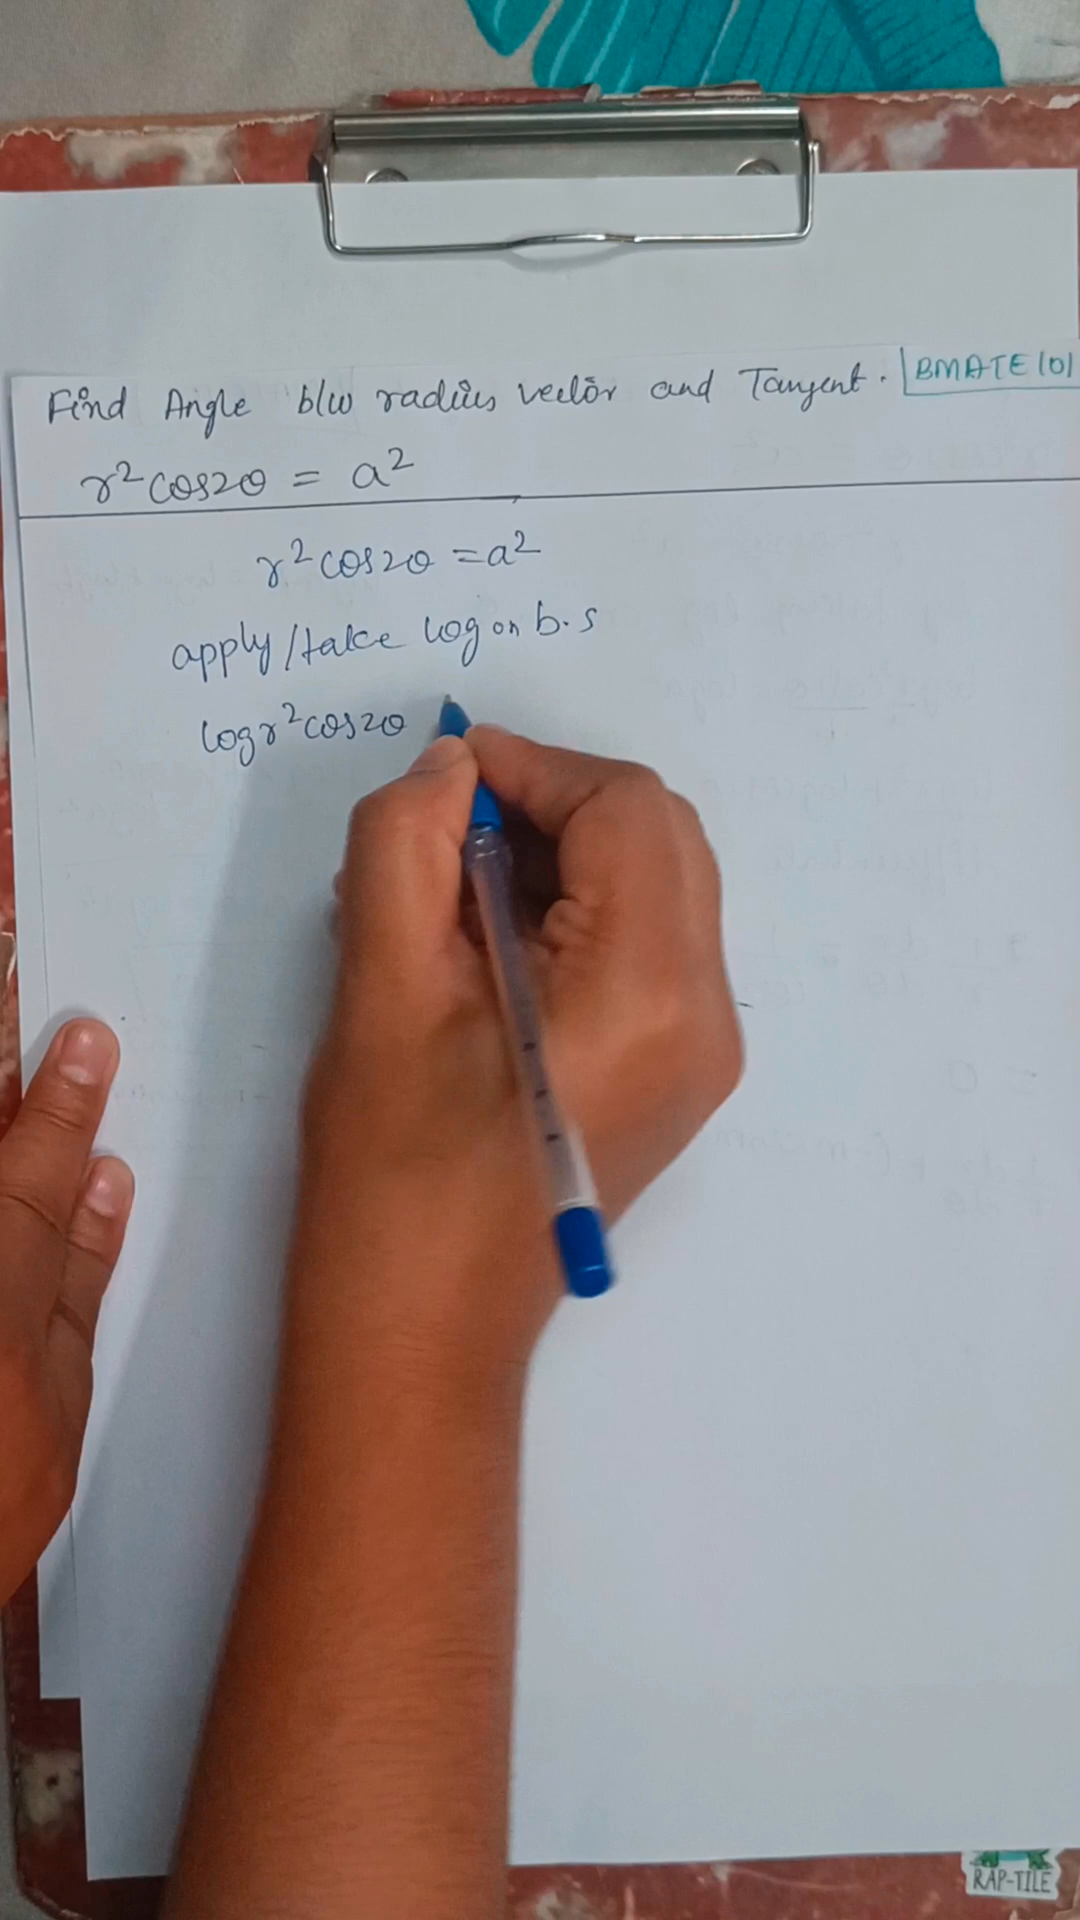 Find Angle b/w radius vector and Tangent. BMATE101
r²cos2θ = a²
r²cos2θ = a²
apply/take log on b.s
log r²cos2θ
RAP-TILE